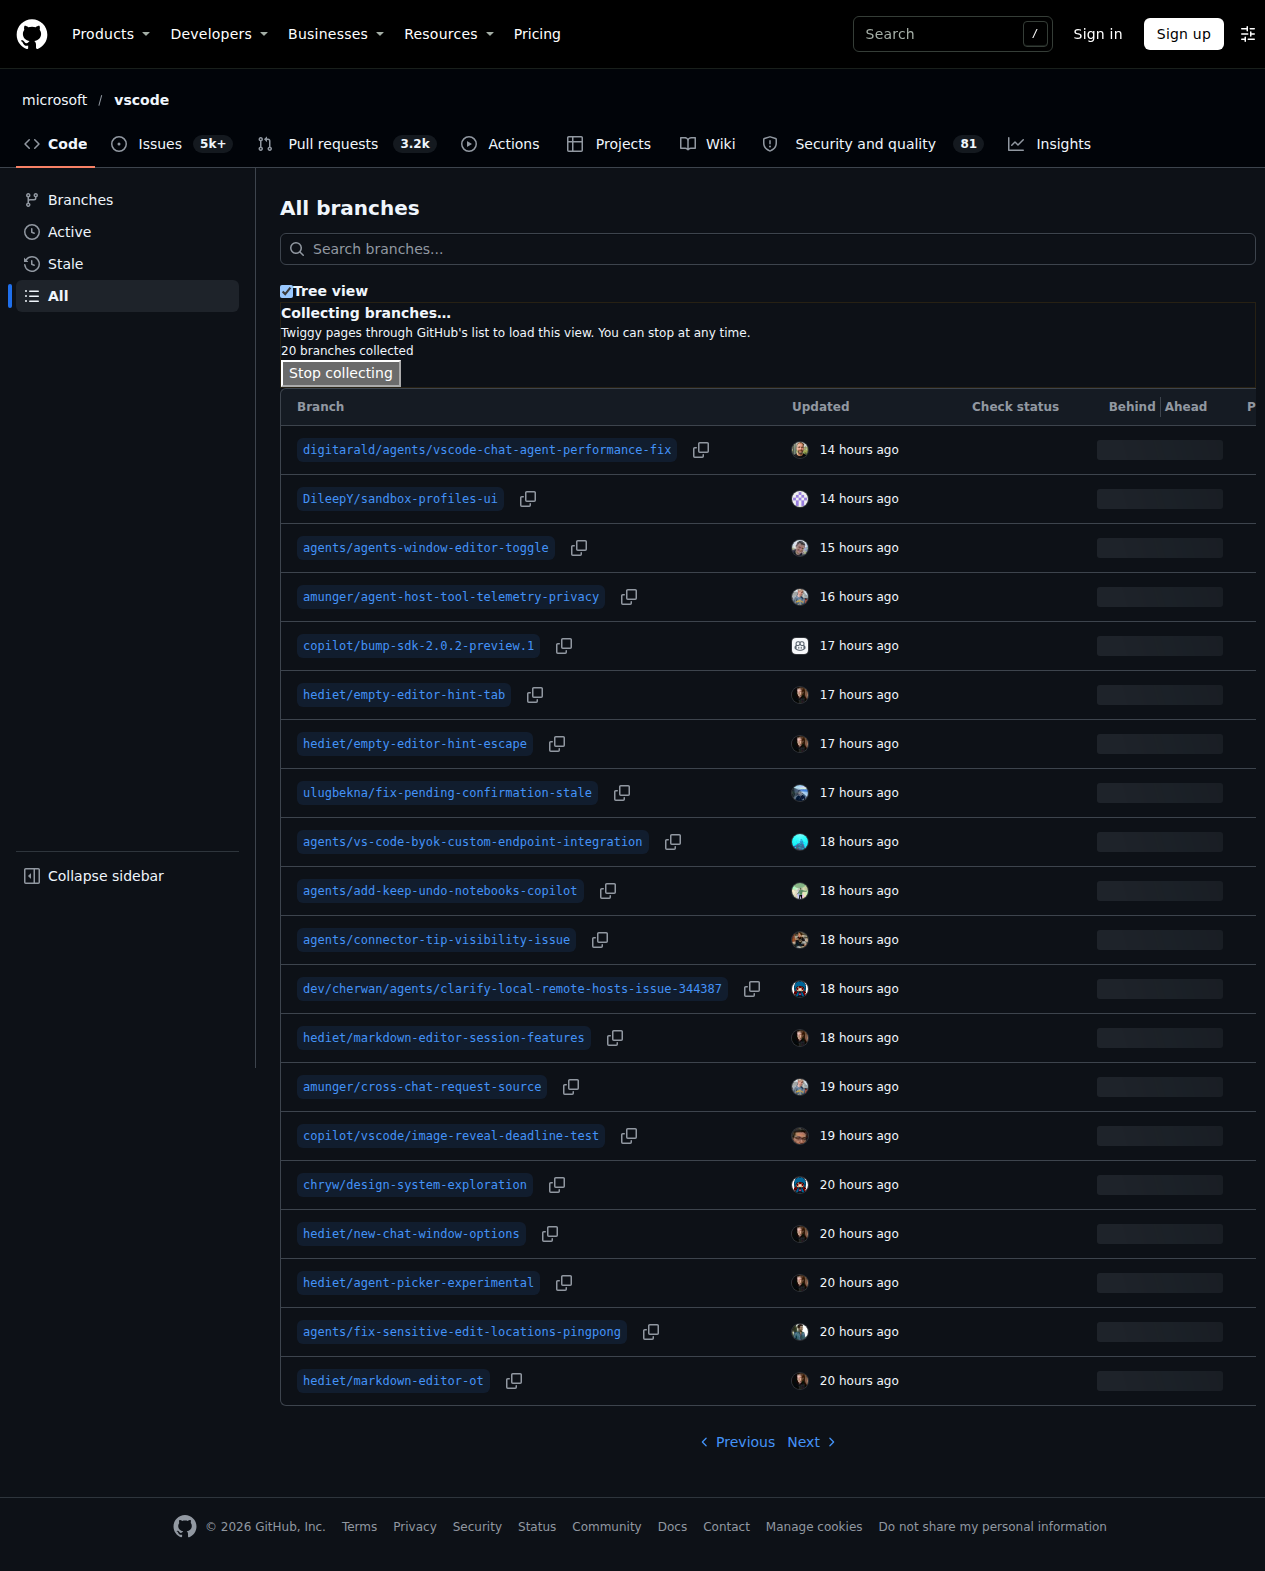 Products Developers Businesses Resources Pricing Search / Sign in Sign up
microsoft / vscode
Code Issues 5k+ Pull requests 3.2k Actions Projects Wiki Security and quality 81 Insights
Branches
Active
Stale
All
Collapse sidebar
All branches
Search branches...
Tree view
Collecting branches…
Twiggy pages through GitHub's list to load this view. You can stop at any time.
20 branches collected
Stop collecting
Branch Updated Check status Behind Ahead P
digitarald/agents/vscode-chat-agent-performance-fix 14 hours ago
DileepY/sandbox-profiles-ui 14 hours ago
agents/agents-window-editor-toggle 15 hours ago
amunger/agent-host-tool-telemetry-privacy 16 hours ago
copilot/bump-sdk-2.0.2-preview.1 17 hours ago
hediet/empty-editor-hint-tab 17 hours ago
hediet/empty-editor-hint-escape 17 hours ago
ulugbekna/fix-pending-confirmation-stale 17 hours ago
agents/vs-code-byok-custom-endpoint-integration 18 hours ago
agents/add-keep-undo-notebooks-copilot 18 hours ago
agents/connector-tip-visibility-issue 18 hours ago
dev/cherwan/agents/clarify-local-remote-hosts-issue-344387 18 hours ago
hediet/markdown-editor-session-features 18 hours ago
amunger/cross-chat-request-source 19 hours ago
copilot/vscode/image-reveal-deadline-test 19 hours ago
chryw/design-system-exploration 20 hours ago
hediet/new-chat-window-options 20 hours ago
hediet/agent-picker-experimental 20 hours ago
agents/fix-sensitive-edit-locations-pingpong 20 hours ago
hediet/markdown-editor-ot 20 hours ago
Previous Next
© 2026 GitHub, Inc. Terms Privacy Security Status Community Docs Contact Manage cookies Do not share my personal information